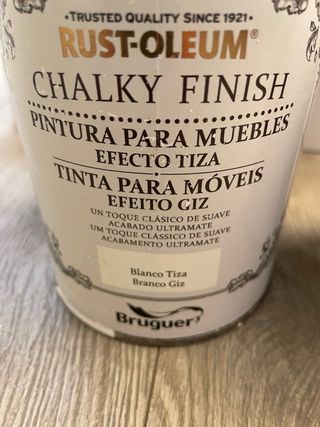 •TRUSTED QUALITY SINCE 1921•
RUST-OLEUM®
CHALKY FINISH
PINTURA PARA MUEBLES
EFECTO TIZA
TINTA PARA MÓVEIS
EFEITO GIZ
UN TOQUE CLÁSICO DE SUAVE
ACABADO ULTRAMATE
UM TOQUE CLÁSSICO DE SUAVE
ACABAMENTO ULTRAMATE
Blanco Tiza
Branco Giz
Bruguer